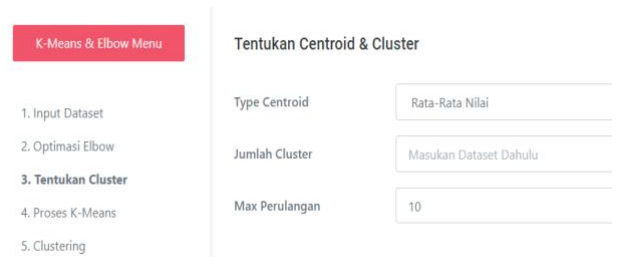 K-Means & Elbow Menu
1. Input Dataset
2. Optimasi Elbow
3. Tentukan Cluster
4. Proses K-Means
5. Clustering
Tentukan Centroid & Cluster
Type Centroid
Rata-Rata Nilai
Jumlah Cluster
Masukan Dataset Dahulu
Max Perulangan
10